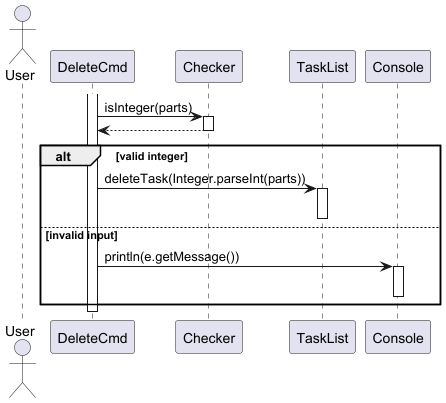 User
DeleteCmd
Checker
TaskList
Console
isInteger(parts)
alt
[valid integer]
deleteTask(Integer.parseInt(parts))
[invalid input]
println(e.getMessage())
User
DeleteCmd
Checker
TaskList
Console